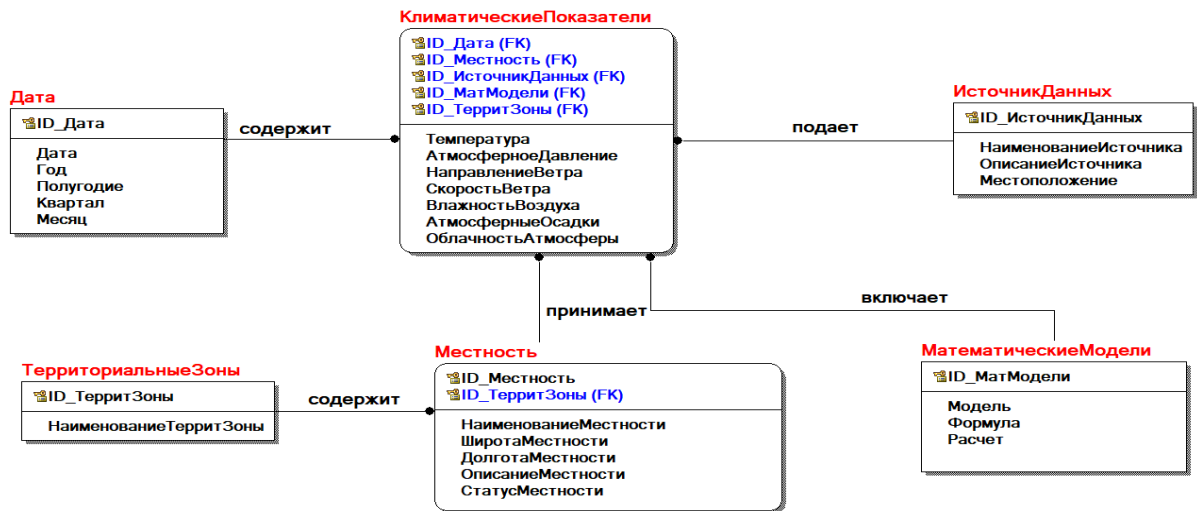 КлиматическиеПоказатели
ID_Дата (FK)
ID_Местность (FK)
ID_ИсточникДанных (FK)
ID_МатМодели (FK)
ID_ТерритЗоны (FK)
Температура
АтмосферноеДавление
НаправлениеВетра
СкоростьВетра
ВлажностьВоздуха
АтмосферныеОсадки
ОблачностьАтмосферы
Дата
ID_Дата
Дата
Год
Полугодие
Квартал
Месяц
содержит
подает
ИсточникДанных
ID_ИсточникДанных
НаименованиеИсточника
ОписаниеИсточника
Местоположение
принимает
включает
ТерриториальныеЗоны
ID_ТерритЗоны
НаименованиеТерритЗоны
содержит
Местность
ID_Местность
ID_ТерритЗоны (FK)
НаименованиеМестности
ШиротаМестности
ДолготаМестности
ОписаниеМестности
СтатусМестности
МатематическиеМодели
ID_МатМодели
Модель
Формула
Расчет